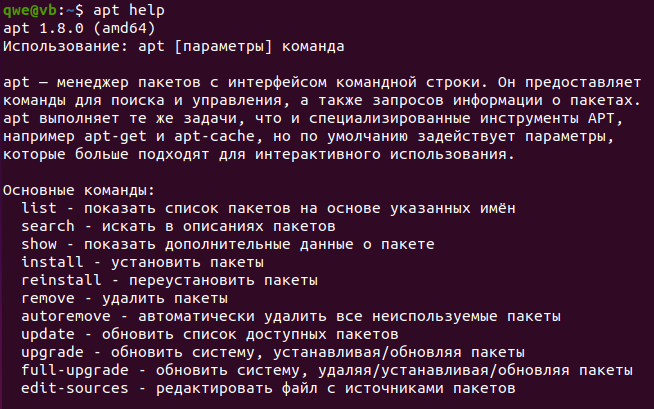 qwe@vb:~$ apt help
apt 1.8.0 (amd64)
Использование: apt [параметры] команда

apt — менеджер пакетов с интерфейсом командной строки. Он предоставляет
команды для поиска и управления, а также запросов информации о пакетах.
apt выполняет те же задачи, что и специализированные инструменты APT,
например apt-get и apt-cache, но по умолчанию задействует параметры,
которые больше подходят для интерактивного использования.

Основные команды:
  list - показать список пакетов на основе указанных имён
  search - искать в описаниях пакетов
  show - показать дополнительные данные о пакете
  install - установить пакеты
  reinstall - переустановить пакеты
  remove - удалить пакеты
  autoremove - автоматически удалить все неиспользуемые пакеты
  update - обновить список доступных пакетов
  upgrade - обновить систему, устанавливая/обновляя пакеты
  full-upgrade - обновить систему, удаляя/устанавливая/обновляя пакеты
  edit-sources - редактировать файл с источниками пакетов